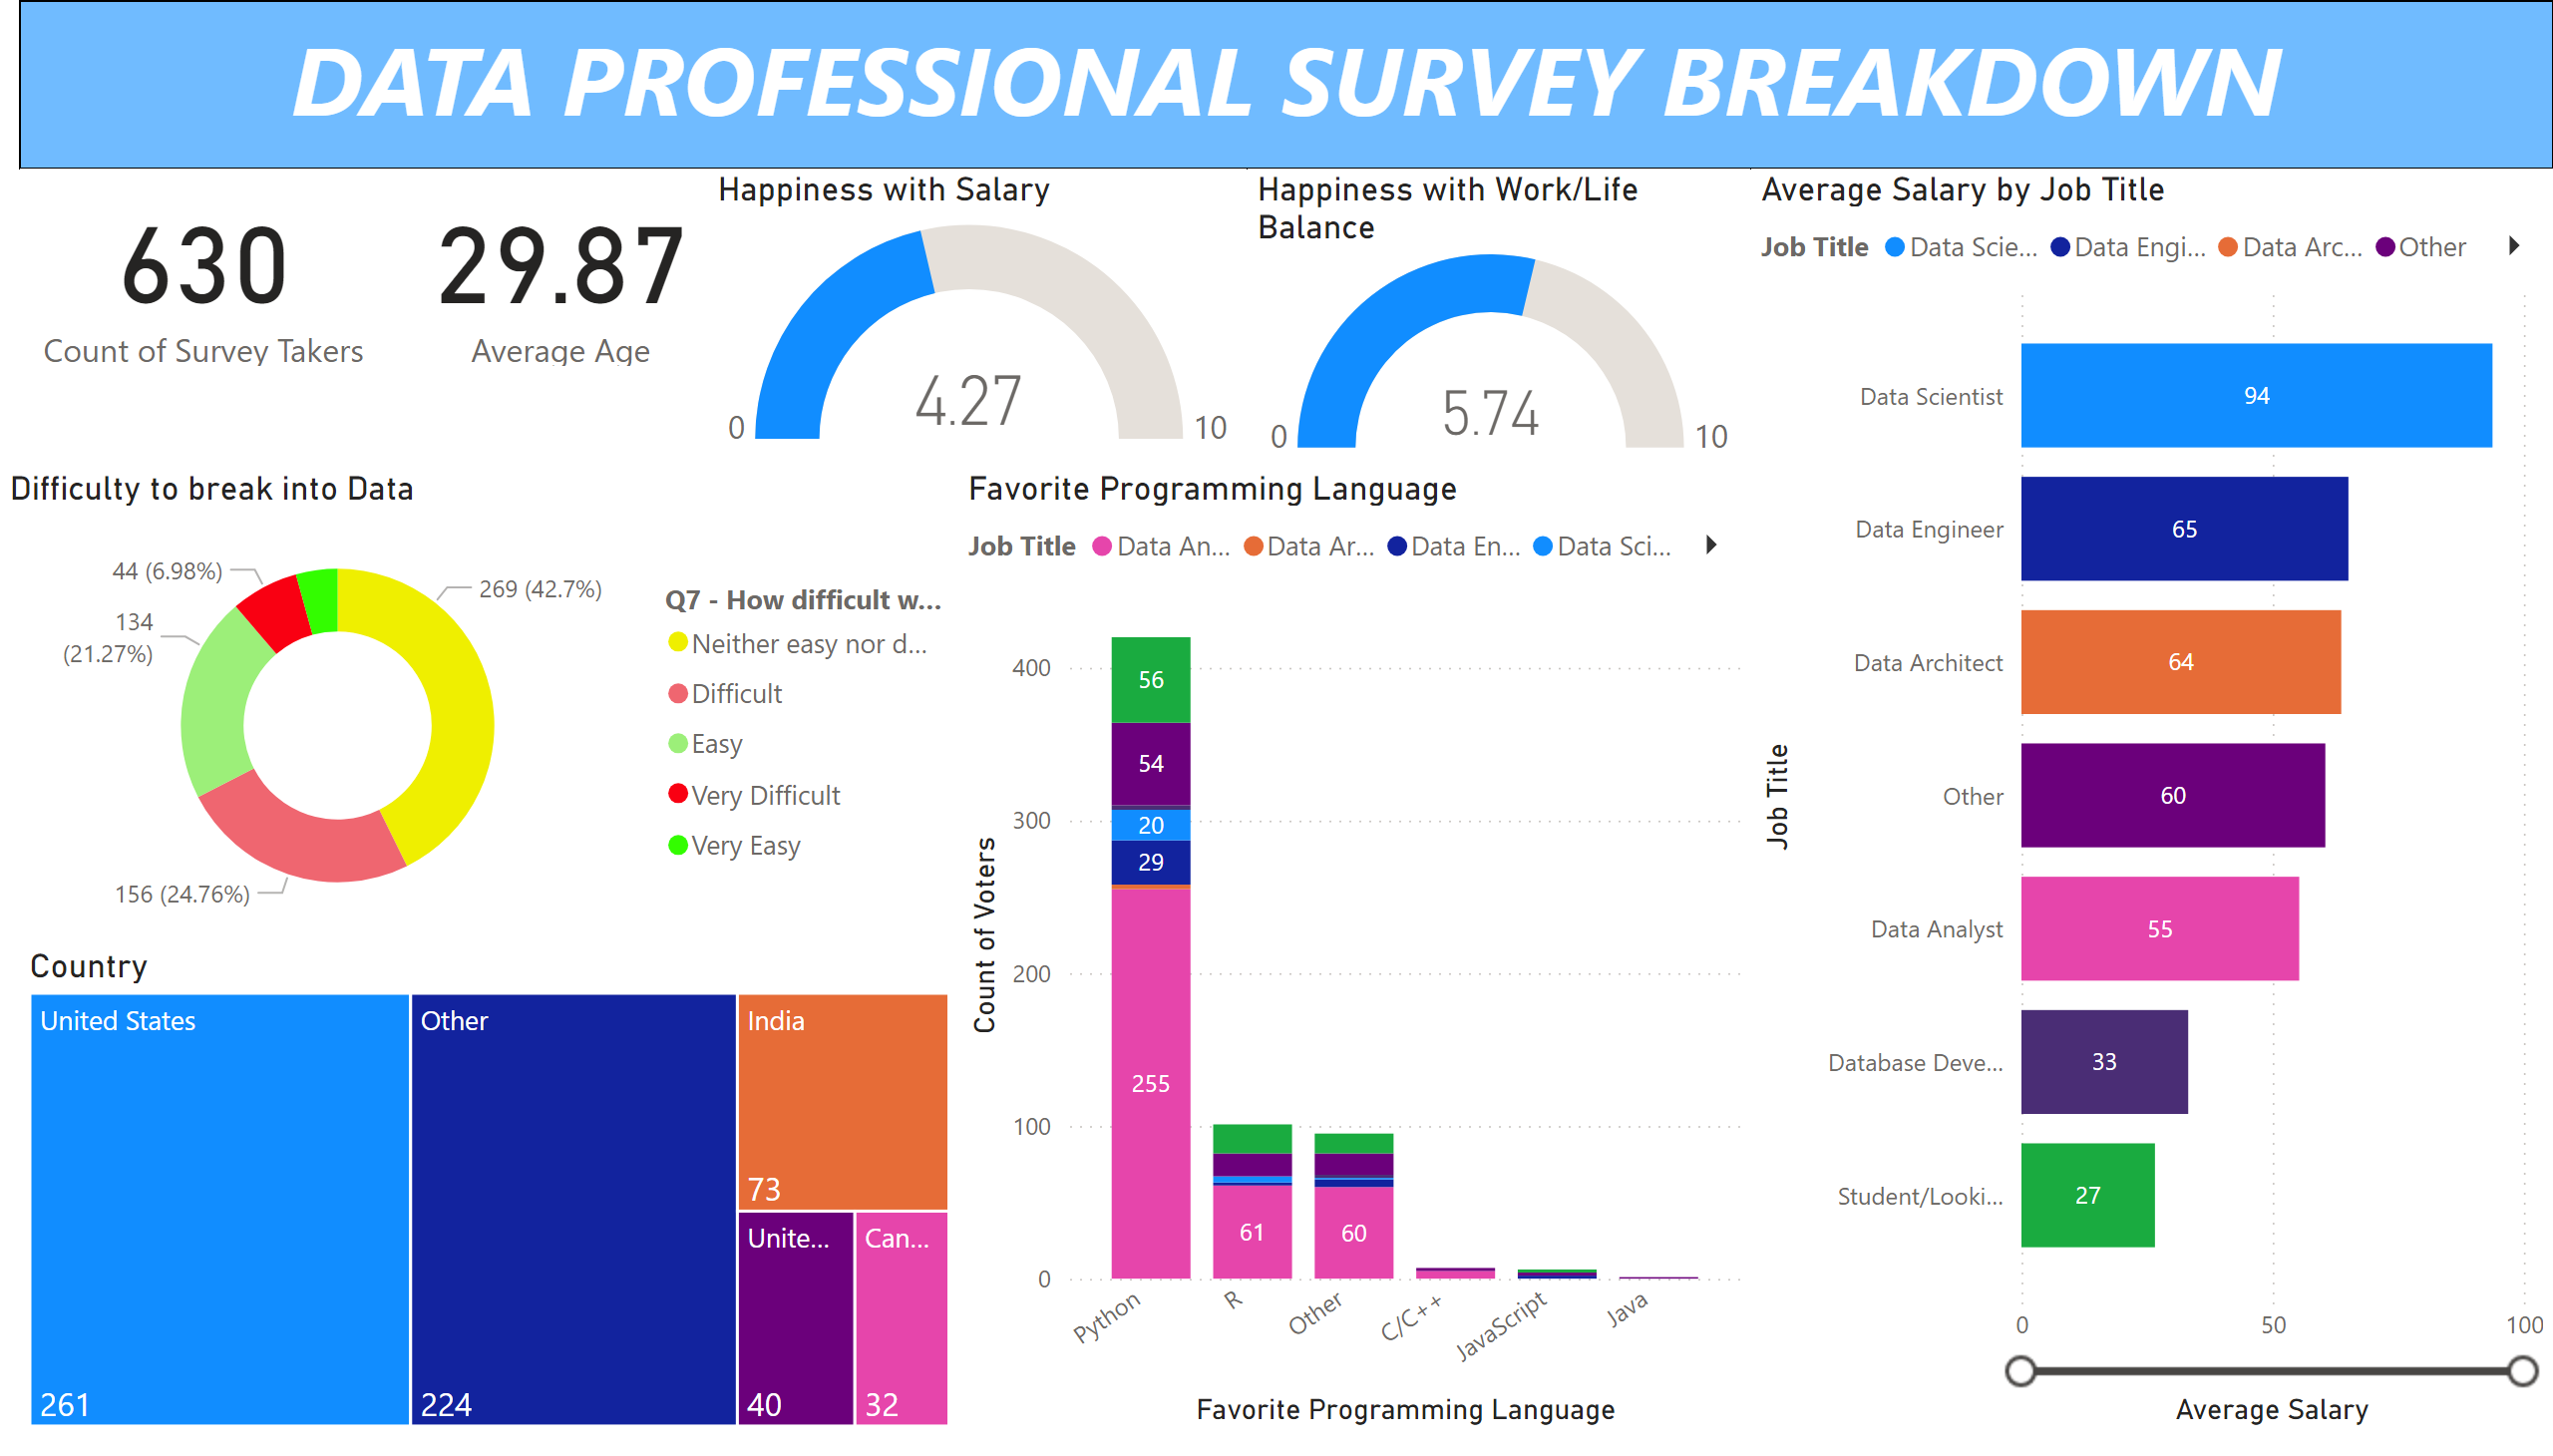 DATA PROFESSIONAL SURVEY BREAKDOWN
630
Count of Survey Takers
29.87
Average Age
Happiness with Salary
0
4.27
10
Happiness with Work/Life
Balance
0
5.74
10
Average Salary by Job Title
Job Title Data Scie... Data Engi... Data Arc... Other
Data Scientist 94
Data Engineer 65
Data Architect 64
Other 60
Data Analyst 55
Database Deve... 33
Student/Looki... 27
Job Title
0 50 100
Average Salary
Difficulty to break into Data
44 (6.98%)
134
(21.27%)
269 (42.7%)
156 (24.76%)
Q7 - How difficult w...
Neither easy nor d...
Difficult
Easy
Very Difficult
Very Easy
Favorite Programming Language
Job Title Data An... Data Ar... Data En... Data Sci...
Count of Voters
400
300
200
100
0
56
54
20
29
255
61
60
Python R Other C/C++ JavaScript Java
Favorite Programming Language
Country
United States
261
Other
224
India
73
Unite...
40
Can...
32